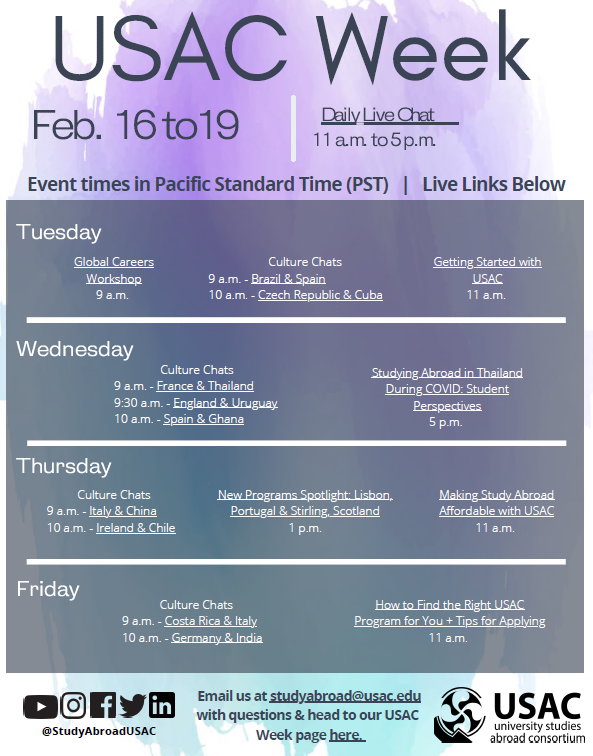 USAC Week
Feb. 16 to19
Daily Live Chat
11 a.m. to 5 p.m.
Event times in Pacific Standard Time (PST) | Live Links Below
Tuesday
Global Careers
Workshop
9 a.m.
Culture Chats
9 a.m. - Brazil & Spain
10 a.m. - Czech Republic & Cuba
Getting Started with
USAC
11 a.m.
Wednesday
Culture Chats
9 a.m. - France & Thailand
9:30 a.m. - England & Uruguay
10 a.m. - Spain & Ghana
Studying Abroad in Thailand
During COVID: Student
Perspectives
5 p.m.
Thursday
Culture Chats
9 a.m. - Italy & China
10 a.m. - Ireland & Chile
New Programs Spotlight: Lisbon,
Portugal & Stirling, Scotland
1 p.m.
Making Study Abroad
Affordable with USAC
11 a.m.
Friday
Culture Chats
9 a.m. - Costa Rica & Italy
10 a.m. - Germany & India
How to Find the Right USAC
Program for You + Tips for Applying
11 a.m.
@StudyAbroadUSAC
Email us at studyabroad@usac.edu
with questions & head to our USAC
Week page here.
USAC
university studies
abroad consortium